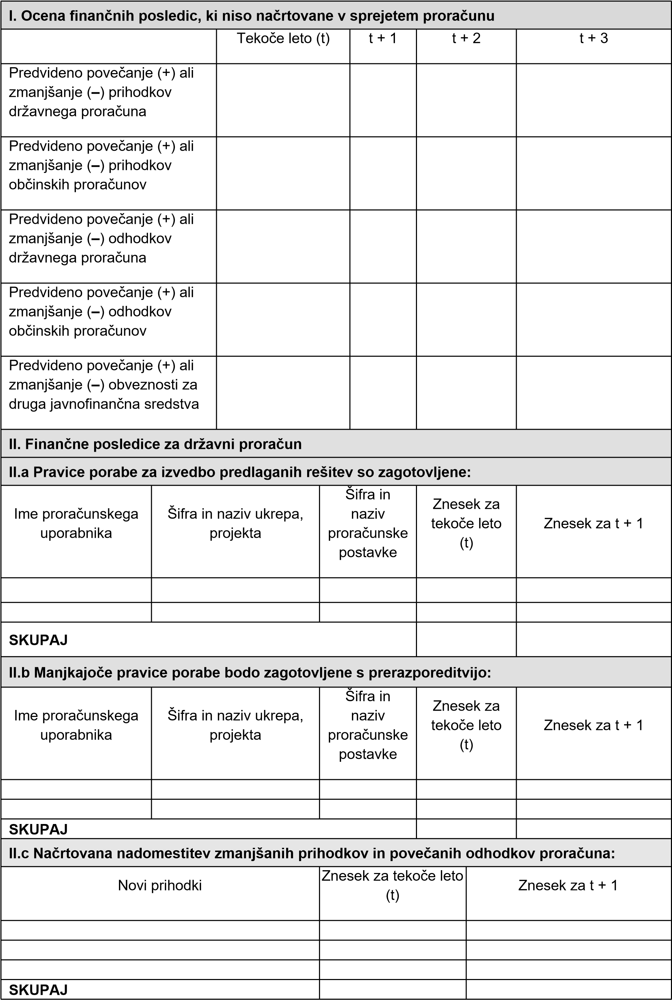 I. Ocena finančnih posledic, ki niso načrtovane v sprejetem proračunu
Tekoče leto (t) t + 1 t + 2 t + 3
Predvideno povečanje (+) ali
zmanjšanje (–) prihodkov
državnega proračuna
Predvideno povečanje (+) ali
zmanjšanje (–) prihodkov
občinskih proračunov
Predvideno povečanje (+) ali
zmanjšanje (–) odhodkov
državnega proračuna
Predvideno povečanje (+) ali
zmanjšanje (–) odhodkov
občinskih proračunov
Predvideno povečanje (+) ali
zmanjšanje (–) obveznosti za
druga javnofinančna sredstva
II. Finančne posledice za državni proračun
II.a Pravice porabe za izvedbo predlaganih rešitev so zagotovljene:
Ime proračunskega
uporabnika
Šifra in naziv ukrepa,
projekta
Šifra in
naziv
proračunske
postavke
Znesek za
tekoče leto
(t)
Znesek za t + 1
SKUPAJ
II.b Manjkajoče pravice porabe bodo zagotovljene s prerazporeditvijo:
Ime proračunskega
uporabnika
Šifra in naziv ukrepa,
projekta
Šifra in
naziv
proračunske
postavke
Znesek za
tekoče leto
(t)
Znesek za t + 1
SKUPAJ
II.c Načrtovana nadomestitev zmanjšanih prihodkov in povečanih odhodkov proračuna:
Novi prihodki
Znesek za tekoče leto
(t)
Znesek za t + 1
SKUPAJ